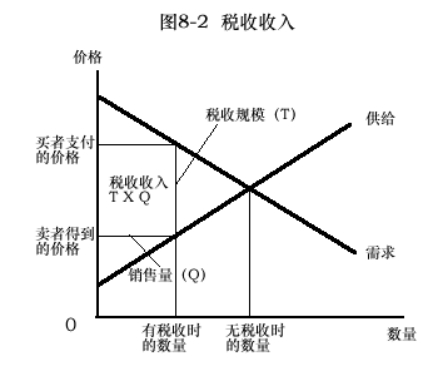 图8-2 税收收入
价格
税收规模（T）
供给
买者支付
的价格
税收收入
T X Q
卖者得到
的价格
销售量（Q）
需求
0
有税收时
的数量
无税收时
的数量
数量